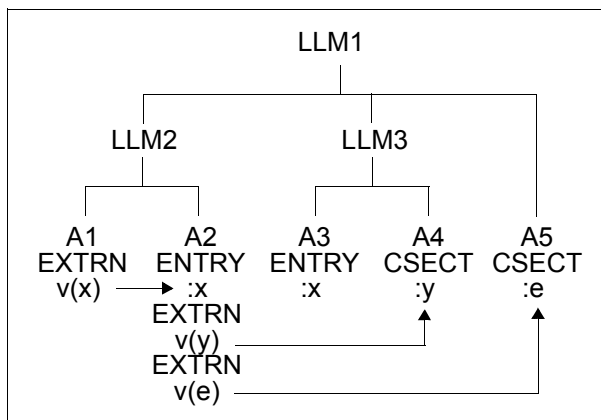 LLM1
LLM2 LLM3
A1 A2 A3 A4 A5
EXTRN ENTRY ENTRY CSECT CSECT
v(x) :x :x :y :e
EXTRN
v(y)
EXTRN
v(e)